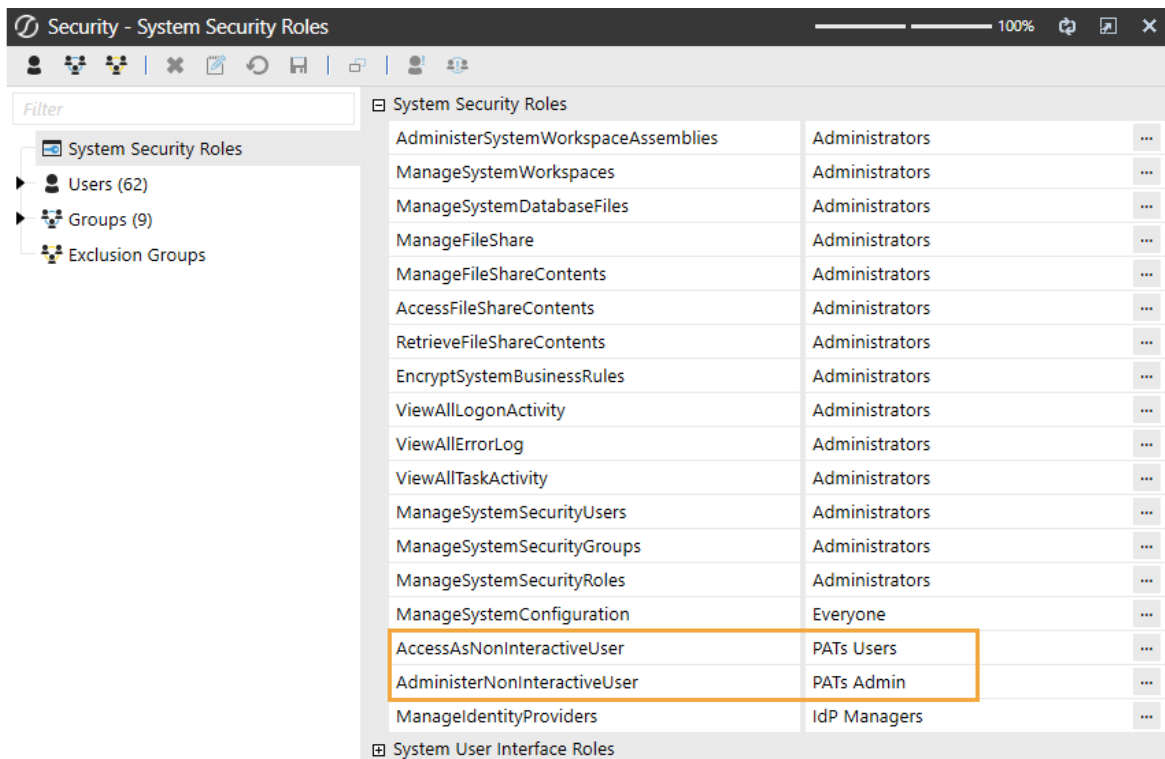 Security - System Security Roles
100%
Filter
System Security Roles
Users (62)
Groups (9)
Exclusion Groups
System Security Roles
AdministerSystemWorkspaceAssemblies Administrators ...
ManageSystemWorkspaces Administrators ...
ManageSystemDatabaseFiles Administrators ...
ManageFileShare Administrators ...
ManageFileShareContents Administrators ...
AccessFileShareContents Administrators ...
RetrieveFileShareContents Administrators ...
EncryptSystemBusinessRules Administrators ...
ViewAllLogonActivity Administrators ...
ViewAllErrorLog Administrators ...
ViewAllTaskActivity Administrators ...
ManageSystemSecurityUsers Administrators ...
ManageSystemSecurityGroups Administrators ...
ManageSystemSecurityRoles Administrators ...
ManageSystemConfiguration Everyone ...
AccessAsNonInteractiveUser PATs Users ...
AdministerNonInteractiveUser PATs Admin ...
ManageIdentityProviders IdP Managers ...
System User Interface Roles